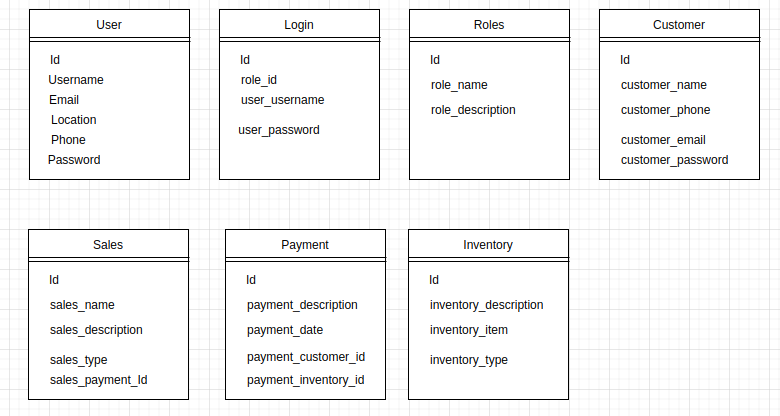 User
Id
Username
Email
Location
Phone
Password
Login
Id
role_id
user_username
user_password
Roles
Id
role_name
role_description
Customer
Id
customer_name
customer_phone
customer_email
customer_password
Sales
Id
sales_name
sales_description
sales_type
sales_payment_Id
Payment
Id
payment_description
payment_date
payment_customer_id
payment_inventory_id
Inventory
Id
inventory_description
inventory_item
inventory_type